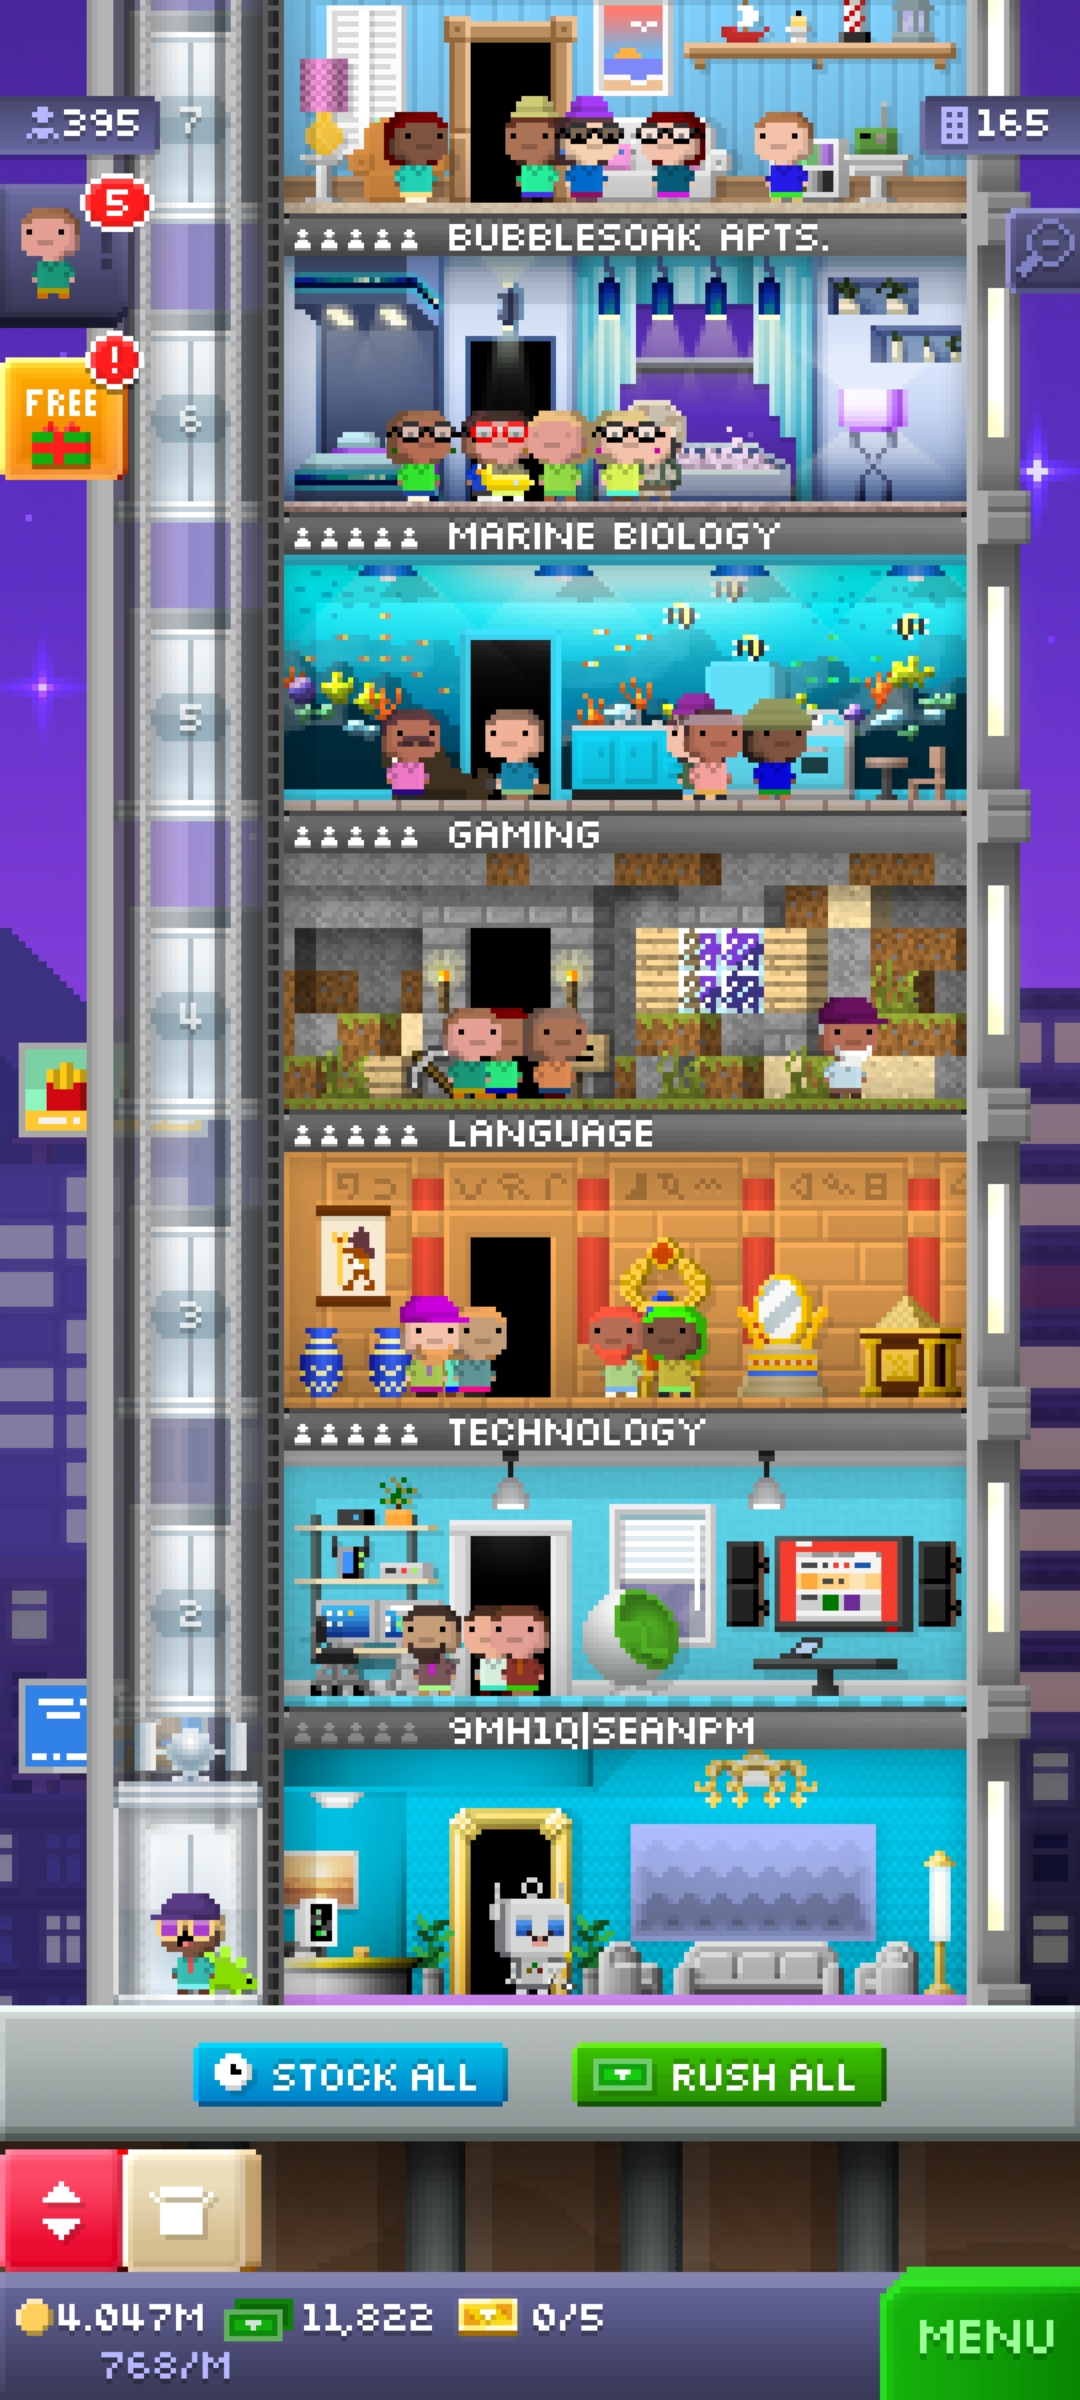 395
7
165
5
BUBBLESOAK APTS.
!
FREE
6
MARINE BIOLOGY
5
GAMING
4
LANGUAGE
3
TECHNOLOGY
2
9MH1Q|SEANPM
STOCK ALL
RUSH ALL
4.047M
11,822
0/5
768/M
MENU